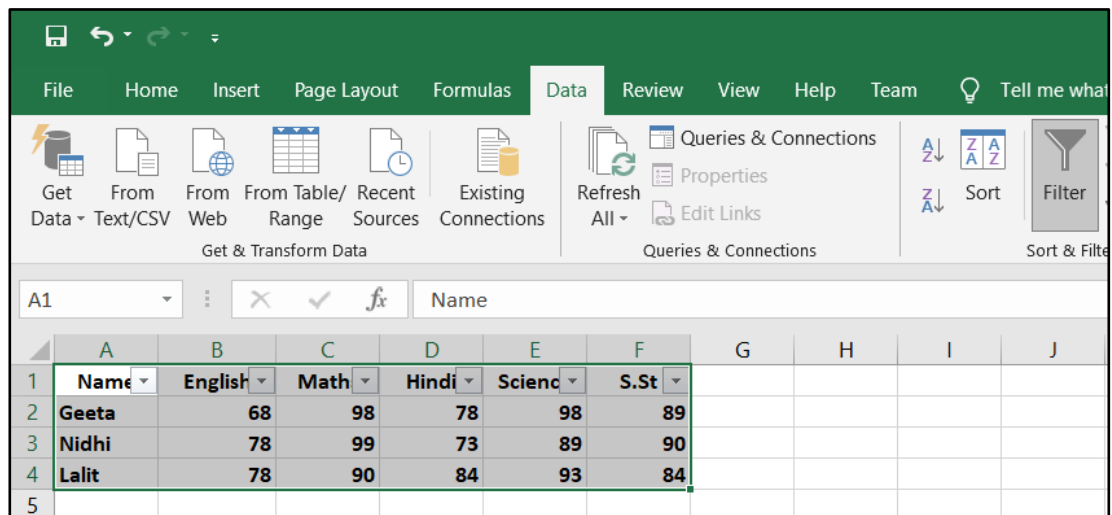 File Home Insert Page Layout Formulas Data Review View Help Team Tell me what
Get Data From Text/CSV From Web From Table/ Range Recent Sources Existing Connections Refresh All Queries & Connections Properties Edit Links A Z Z A Z A A Z Sort Filter
Get & Transform Data Queries & Connections Sort & Filte
A1 fx Name
A B C D E F G H I J
1 Name English Math Hindi Scienc S.St
2 Geeta 68 98 78 98 89
3 Nidhi 78 99 73 89 90
4 Lalit 78 90 84 93 84
5